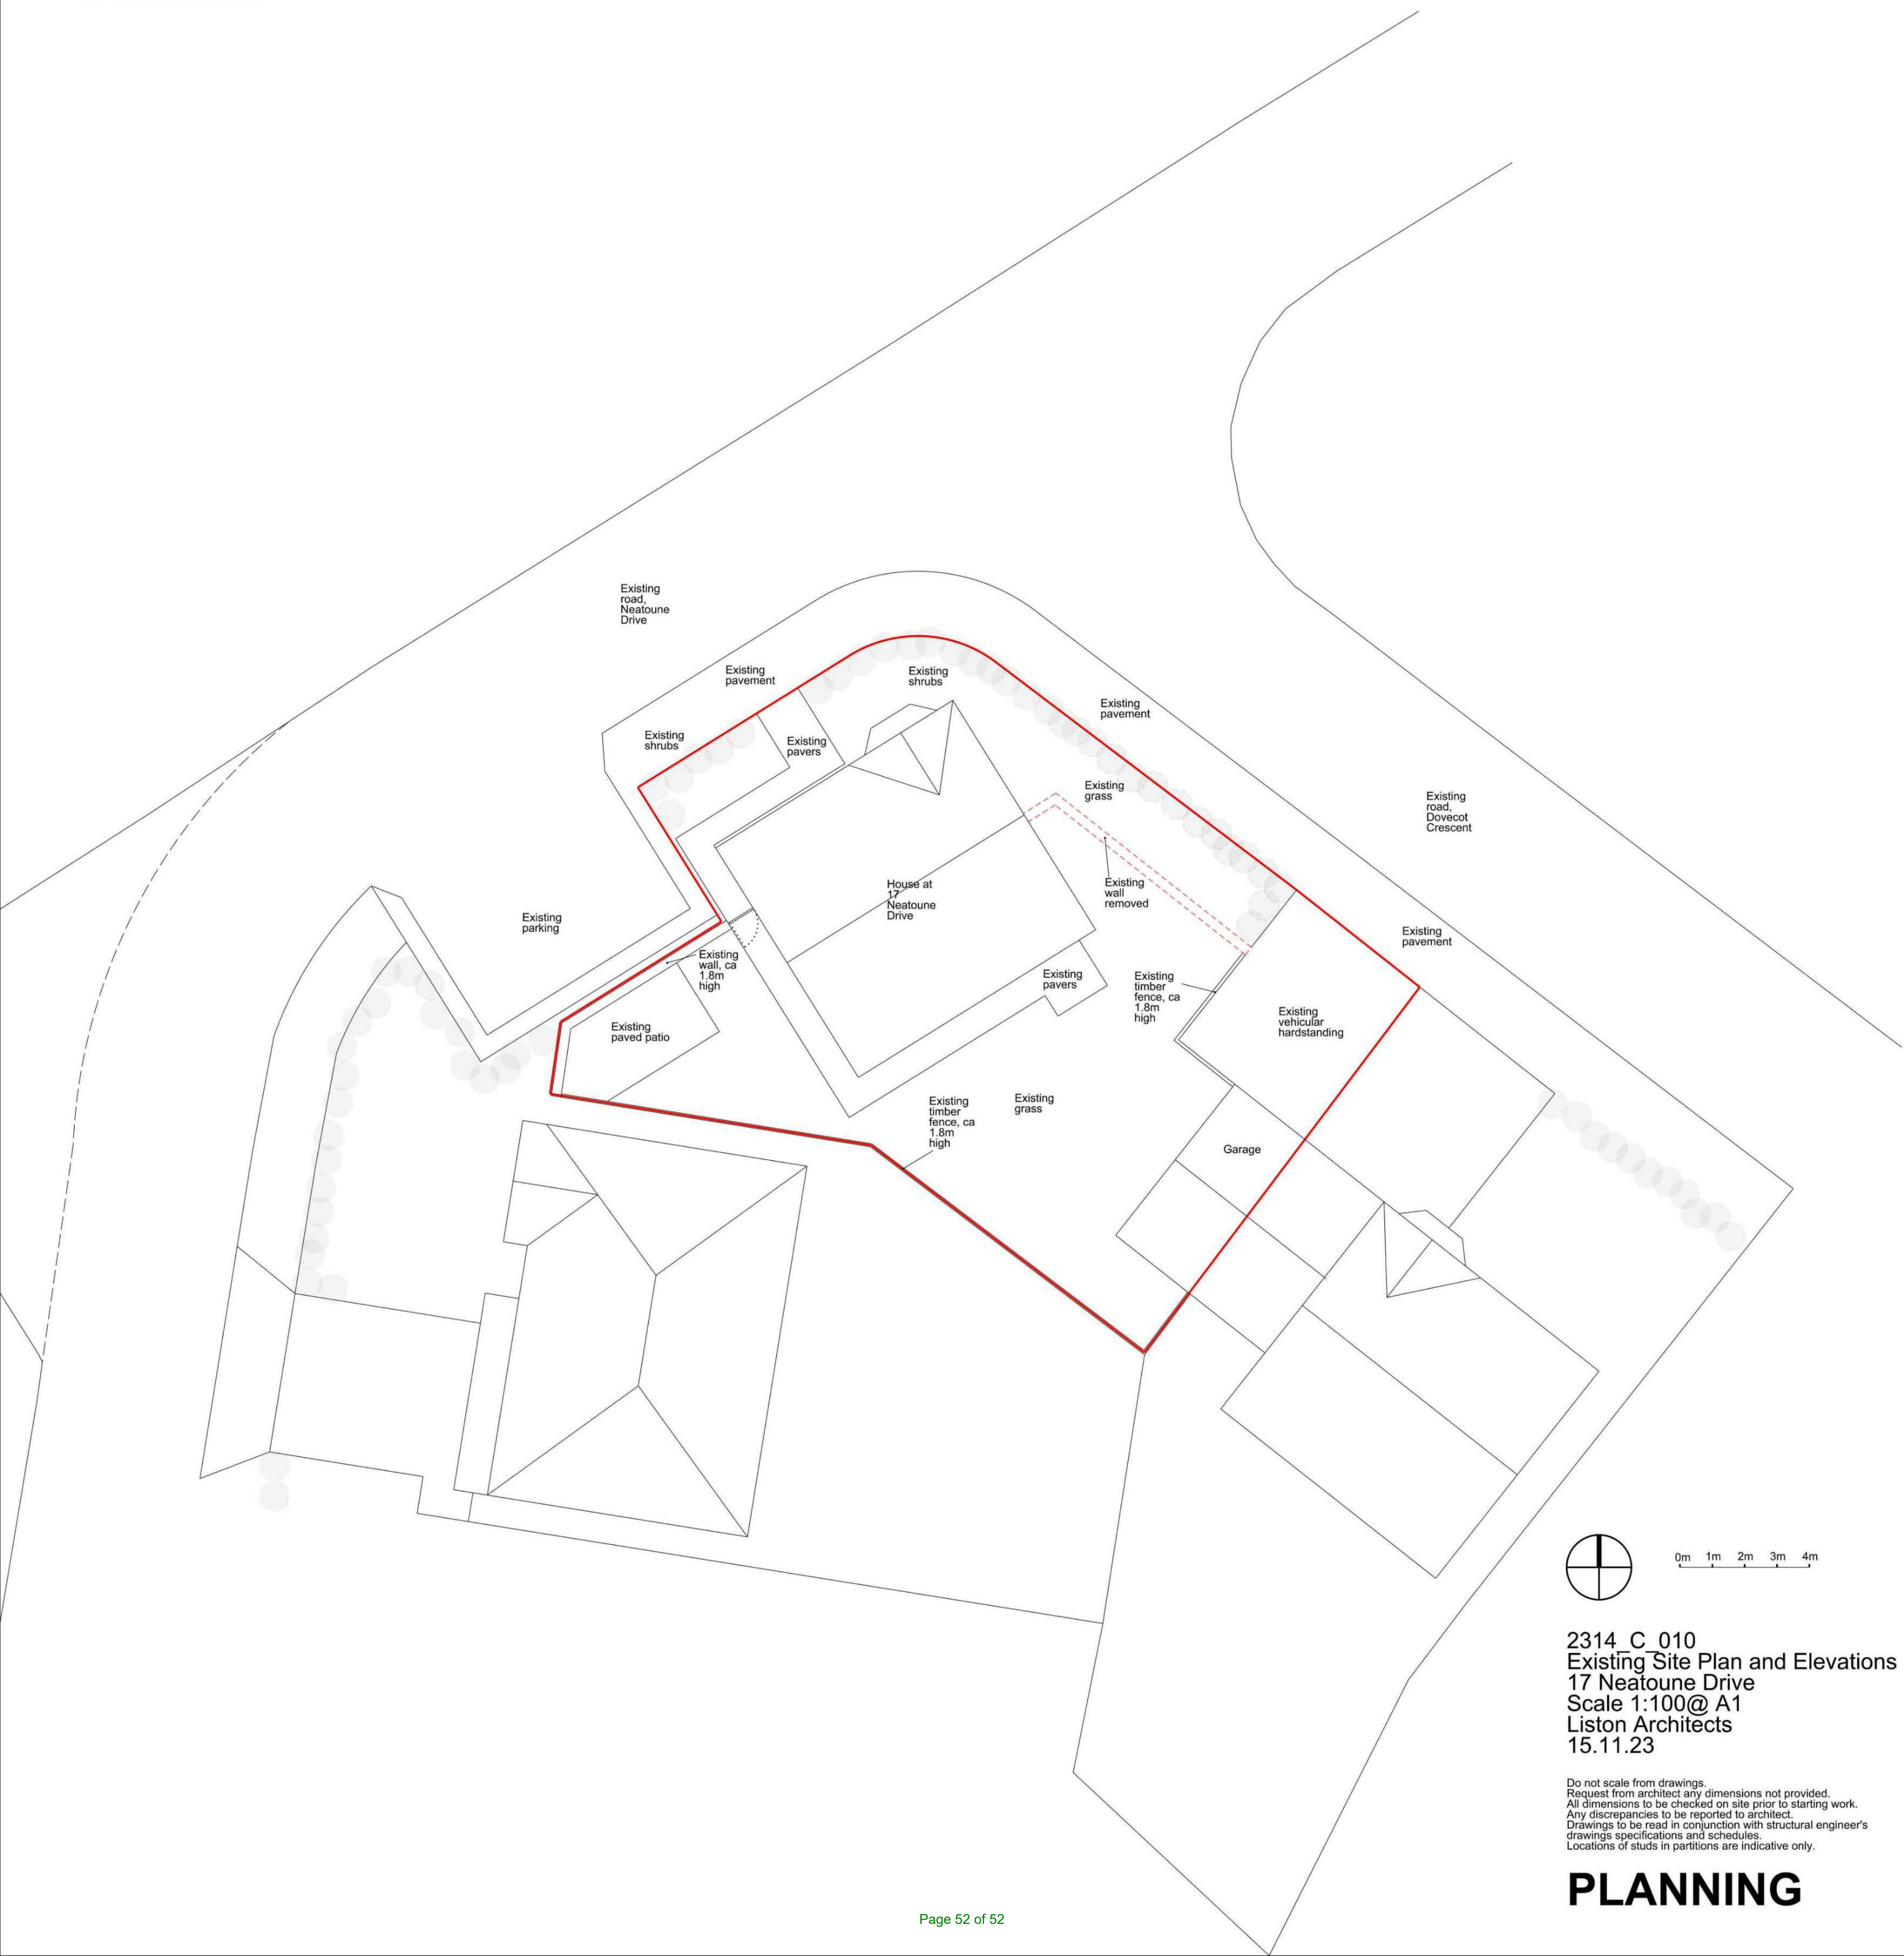 Existing
road,
Neatoune
Drive
Existing
pavement
Existing
shrubs
Existing
pavement
Existing
shrubs
Existing
pavers
Existing
grass
Existing
road,
Dovecot
Crescent
House at
17
Neatoune
Drive
Existing
wall
removed
Existing
parking
Existing
pavement
Existing
wall, ca
1.8m
high
Existing
pavers
Existing
timber
fence, ca
1.8m
high
Existing
vehicular
hardstanding
Existing
paved patio
Existing
timber
fence, ca
1.8m
high
Existing
grass
Garage
0m 1m 2m 3m 4m
2314_C_010
Existing Site Plan and Elevations
17 Neatoune Drive
Scale 1:100@ A1
Liston Architects
15.11.23
Do not scale from drawings.
Request from architect any dimensions not provided.
All dimensions to be checked on site prior to starting work.
Any discrepancies to be reported to architect.
Drawings to be read in conjunction with structural engineer's
drawings specifications and schedules.
Locations of studs in partitions are indicative only.
PLANNING
Page 52 of 52